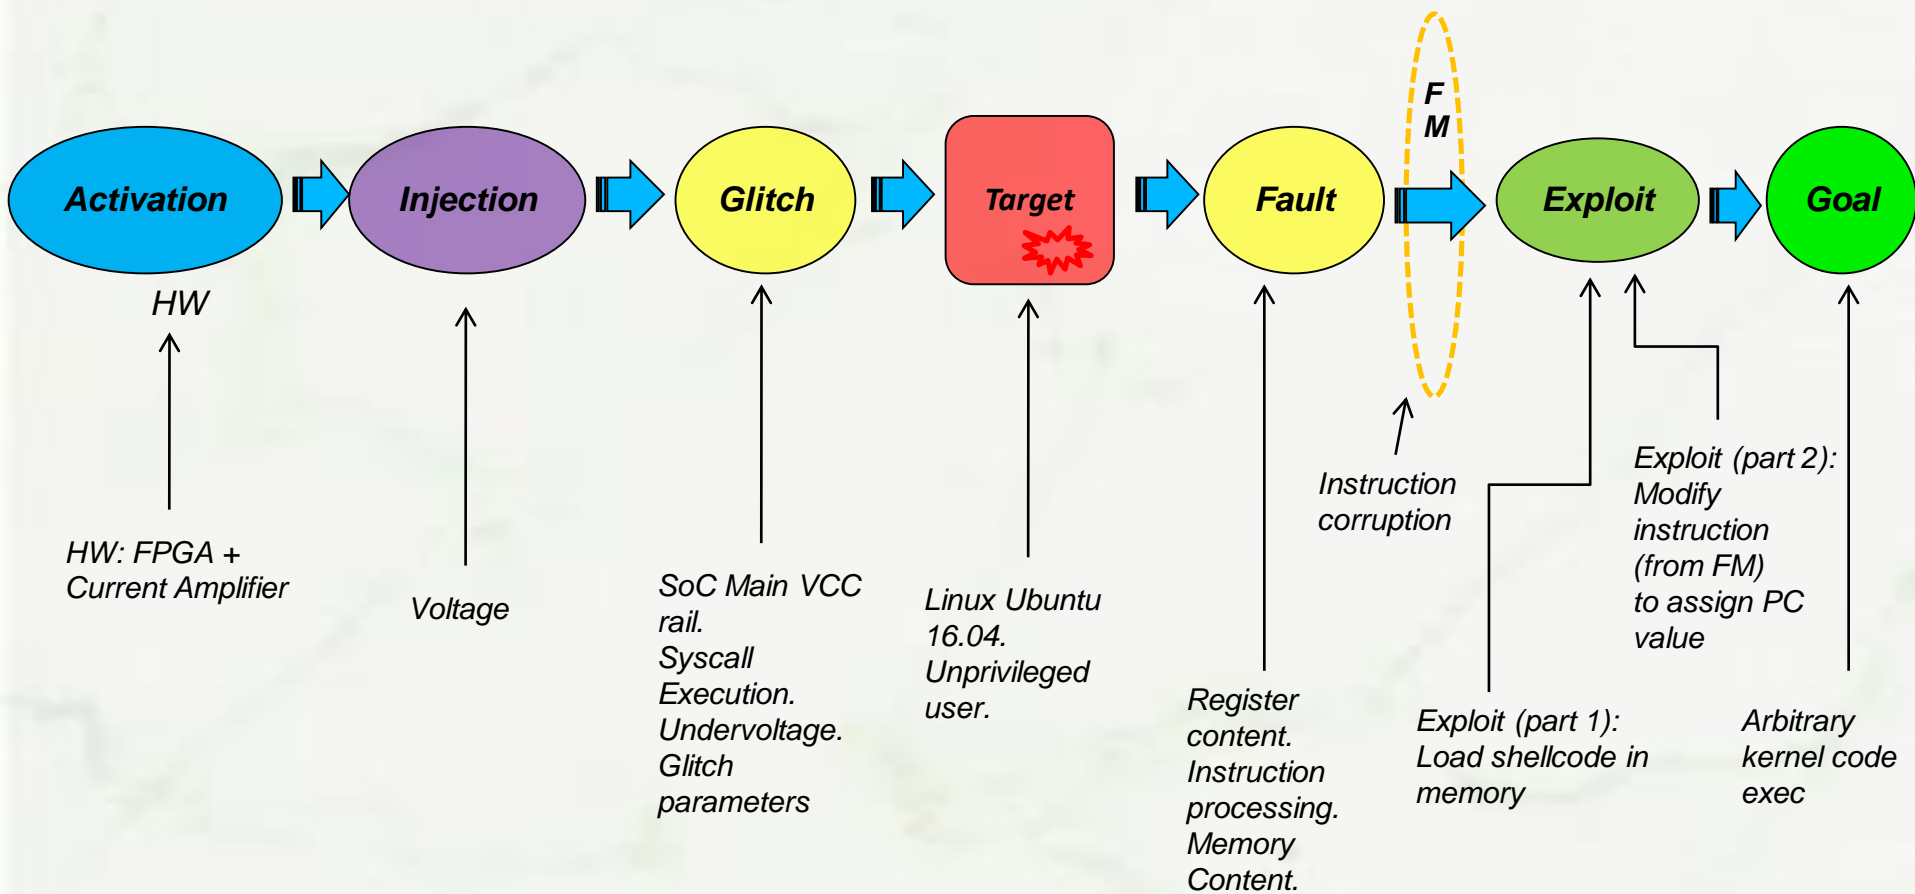 F
M
Activation
Injection
Glitch
Target
Fault
Exploit
Goal
HW
HW: FPGA +
Current Amplifier
Voltage
SoC Main VCC
rail.
Syscall
Execution.
Undervoltage.
Glitch
parameters
Linux Ubuntu
16.04.
Unprivileged
user.
Register
content.
Instruction
processing.
Memory
Content.
Instruction
corruption
Exploit (part 1):
Load shellcode in
memory
Exploit (part 2):
Modify
instruction
(from FM)
to assign PC
value
Arbitrary
kernel code
exec